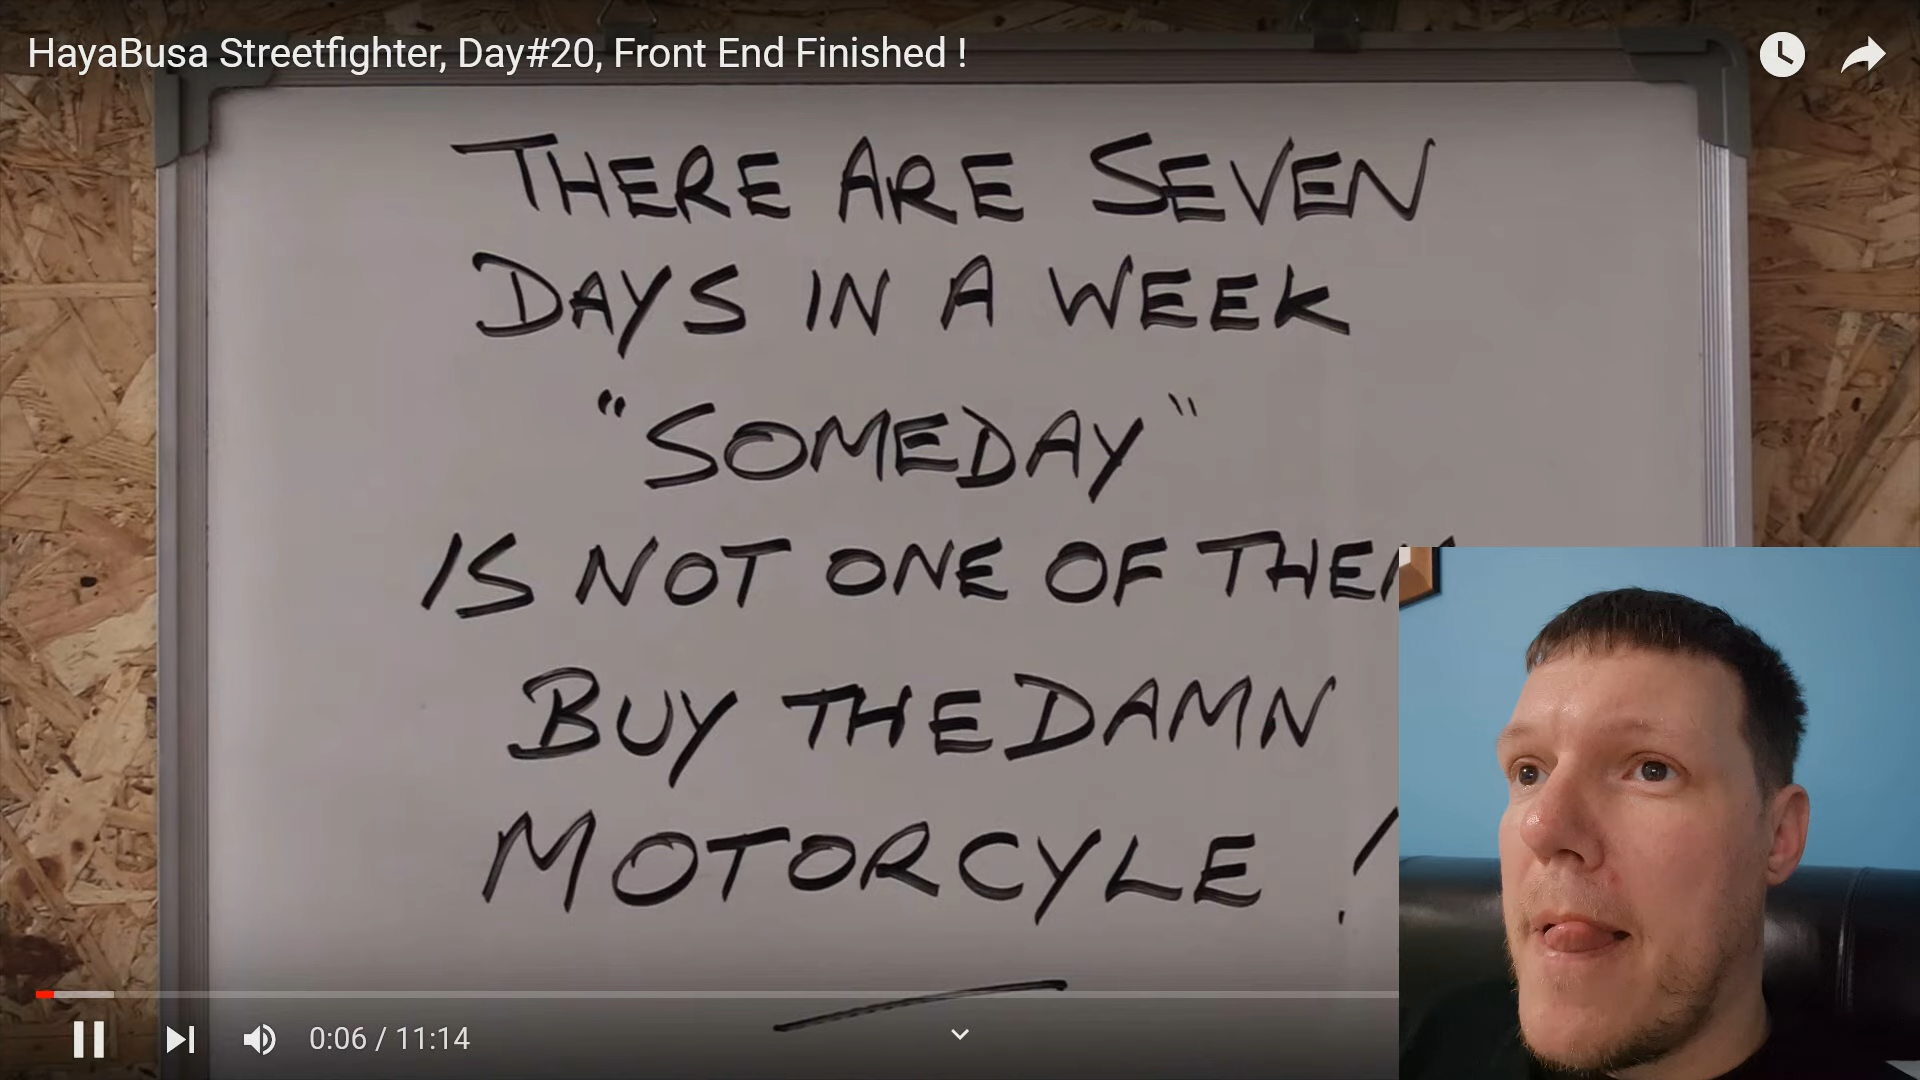 HayaBusa Streetfighter, Day#20, Front End Finished !
THERE ARE SEVEN
DAYS IN A WEEK
"SOMEDAY"
IS NOT ONE OF THEM
BUY THE DAMN
MOTORCYLE !
0:06 / 11:14